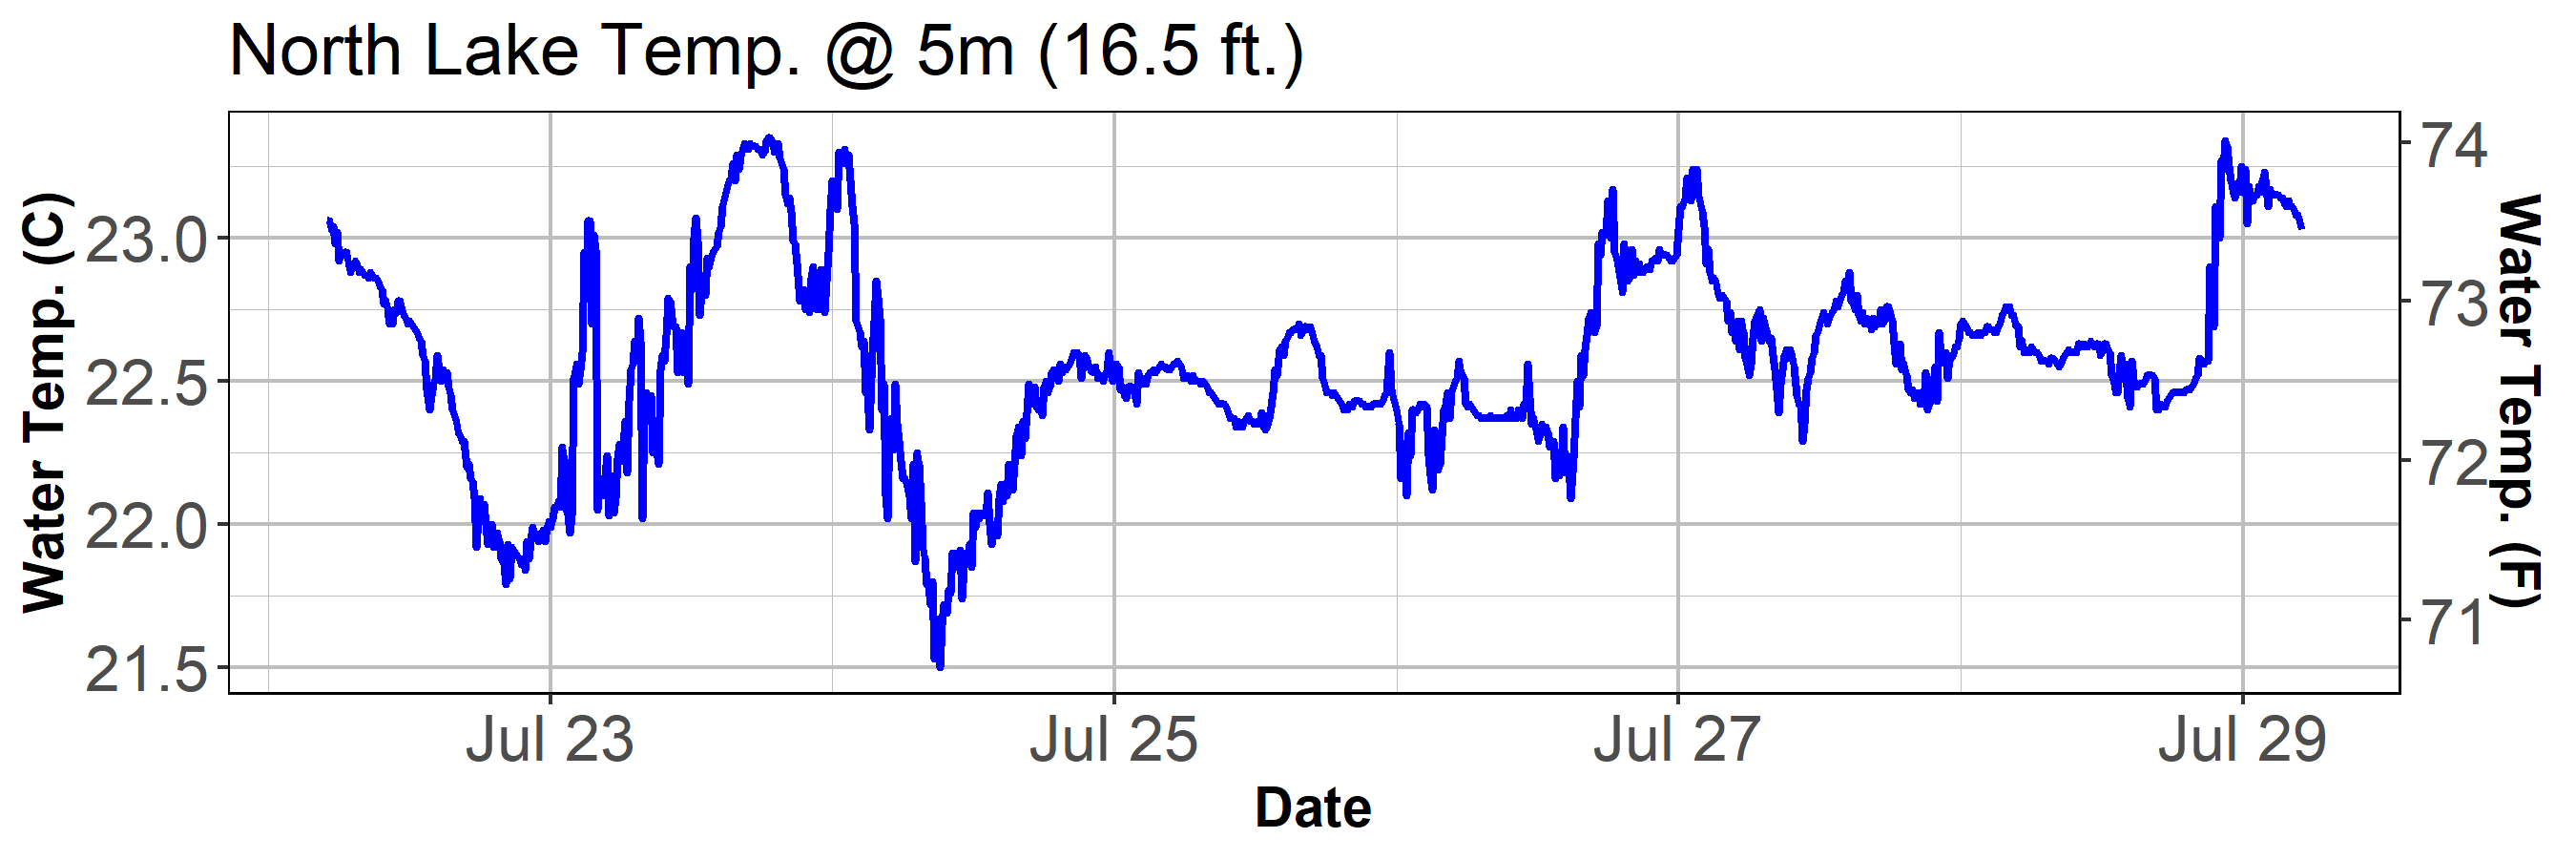 North Lake Temp. @ 5m (16.5 ft.)
Water Temp. (C)
23.0
22.5
22.0
21.5
74
73
72
71
Water Temp. (F)
Jul 23
Jul 25
Jul 27
Jul 29
Date